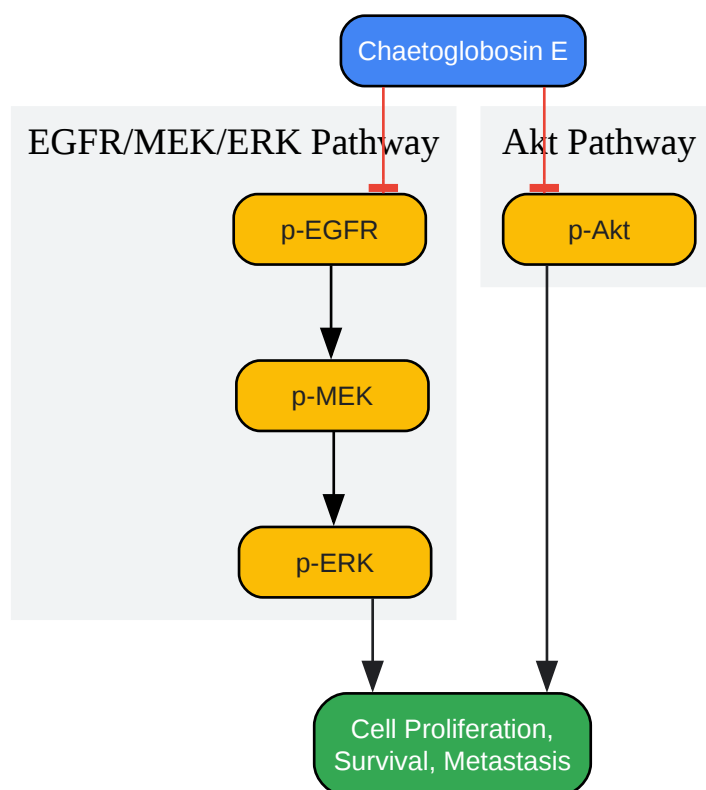 Chaetoglobosin E
EGFR/MEK/ERK Pathway
Akt Pathway
p-EGFR
p-Akt
p-MEK
p-ERK
Cell Proliferation,
Survival, Metastasis